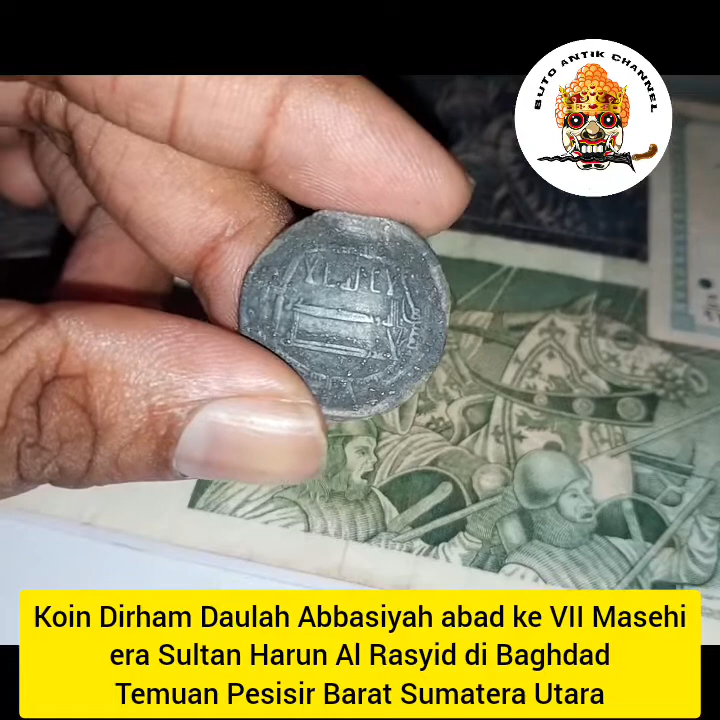 BUTO ANTIK CHANNEL
Koin Dirham Daulah Abbasiyah abad ke VII Masehi
era Sultan Harun Al Rasyid di Baghdad
Temuan Pesisir Barat Sumatera Utara